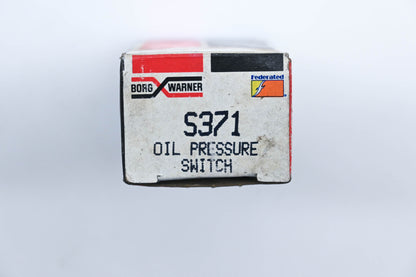 BORG WARNER
Federated
S371
OIL PRESSURE
SWITCH